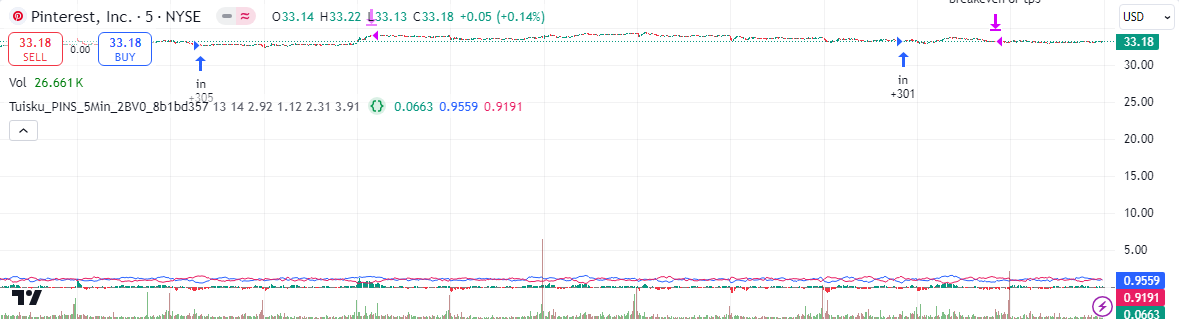 breakeven or tp5
Pinterest, Inc. · 5 · NYSE
O33.14 H33.22 L33.13 C33.18 +0.05 (+0.14%)
USD
33.18
SELL
0.00
33.18
BUY
33.18
30.00
Vol 26.661 K
in
+305
in
+301
25.00
Tuisku_PINS_5Min_2BV0_8b1bd357 13 14 2.92 1.12 2.31 3.91 {} 0.0663 0.9559 0.9191
20.00
15.00
10.00
5.00
0.9559
0.9191
0.0663